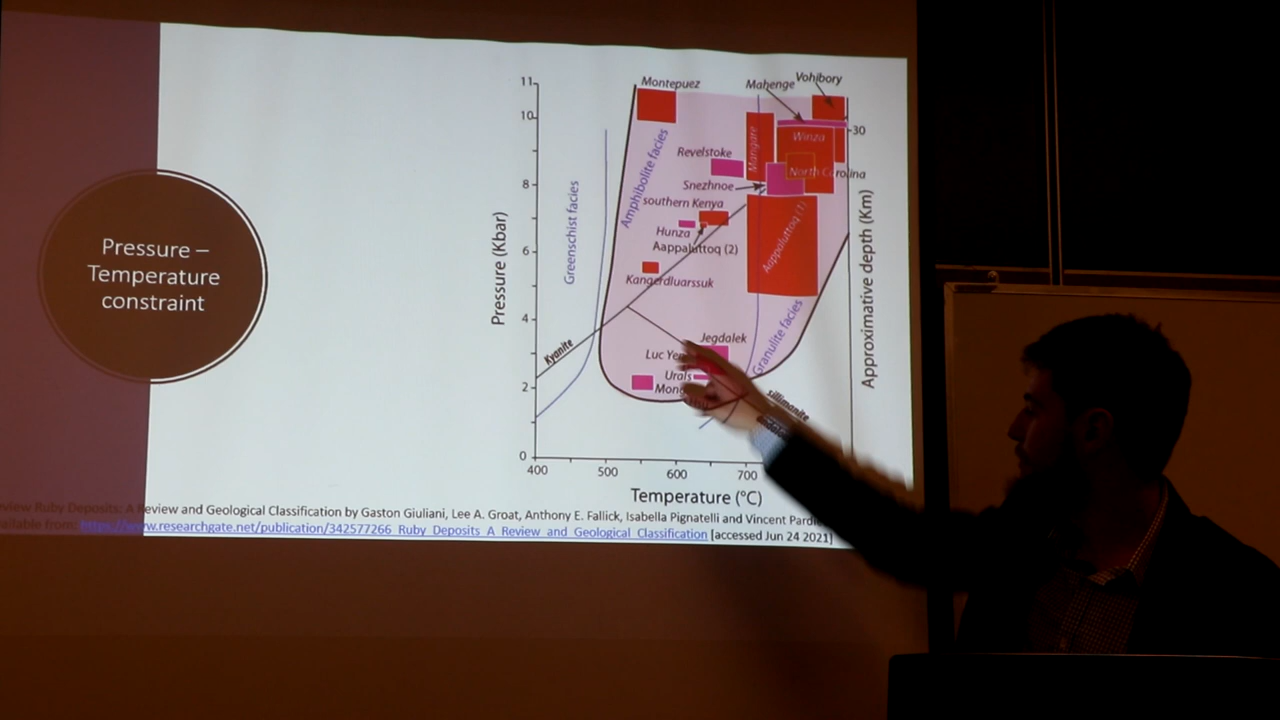 Pressure –
Temperature
constraint
11
10
8
6
4
2
0
Pressure (Kbar)
400
500
600
700
Temperature (°C)
30
Approximative depth (Km)
Montepuez
Mahenge
Vohibory
Mangare
Winza
Revelstoke
North Carolina
Snezhnoe
southern Kenya
Hunza
Aappaluttoq (2)
Aappaluttoq (1)
Kangerdluarssuk
Greenschist facies
Amphibolite facies
Granulite facies
Kyanite
Jegdalek
Luc Yen
Urals
sillimanite
view Ruby Deposits: A Review and Geological Classification by Gaston Giuliani, Lee A. Groat, Anthony E. Fallick, Isabella Pignatelli and Vincent
available from: https://www.researchgate.net/publication/342577266_Ruby_Deposits_A_Review_and_Geological_Classification [accessed Jun 24 2021]